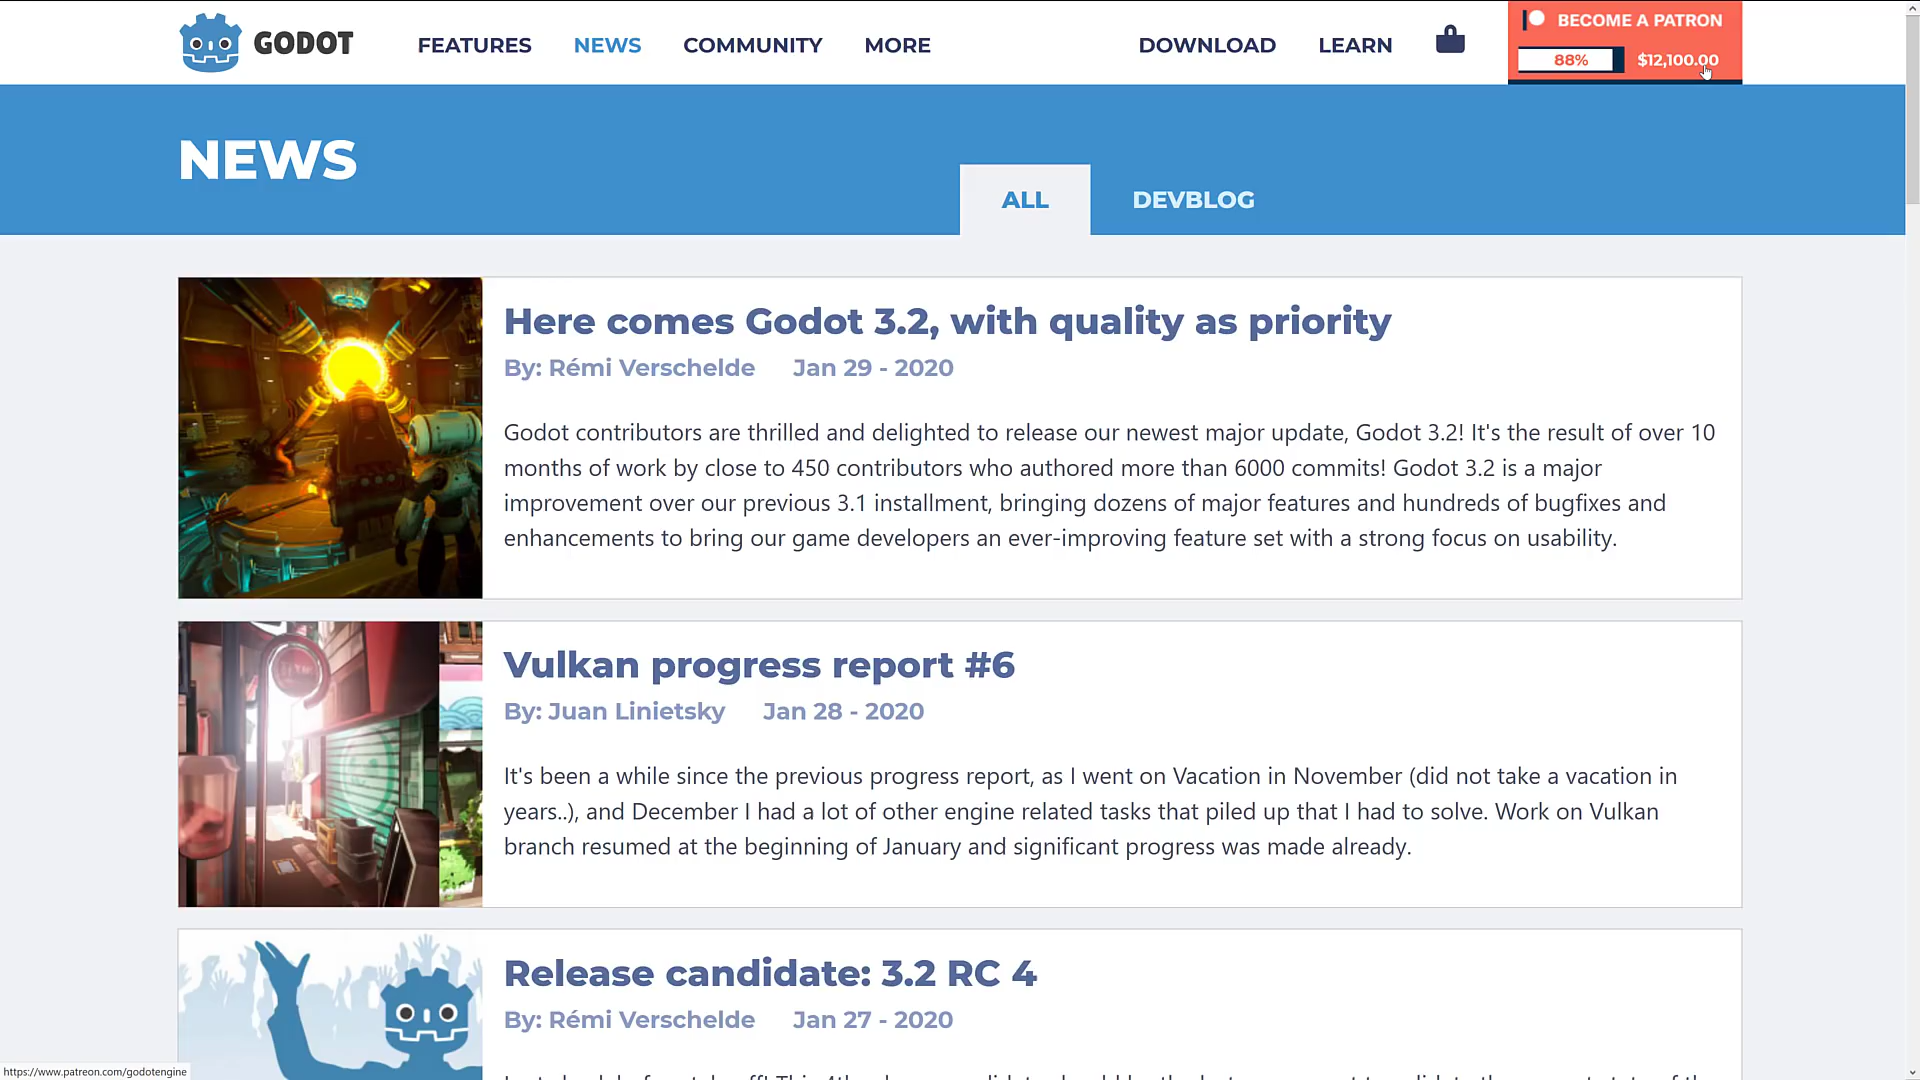 GODOT
FEATURES
NEWS
COMMUNITY
MORE
DOWNLOAD
LEARN
BECOME A PATRON
88%
$12,100.00
NEWS
ALL
DEVBLOG
Here comes Godot 3.2, with quality as priority
By: Rémi Verschelde Jan 29 - 2020
Godot contributors are thrilled and delighted to release our newest major update, Godot 3.2! It's the result of over 10
months of work by close to 450 contributors who authored more than 6000 commits! Godot 3.2 is a major
improvement over our previous 3.1 installment, bringing dozens of major features and hundreds of bugfixes and
enhancements to bring our game developers an ever-improving feature set with a strong focus on usability.
Vulkan progress report #6
By: Juan Linietsky Jan 28 - 2020
It's been a while since the previous progress report, as I went on Vacation in November (did not take a vacation in
years..), and December I had a lot of other engine related tasks that piled up that I had to solve. Work on Vulkan
branch resumed at the beginning of January and significant progress was made already.
Release candidate: 3.2 RC 4
By: Rémi Verschelde Jan 27 - 2020
https://www.patreon.com/godotengine